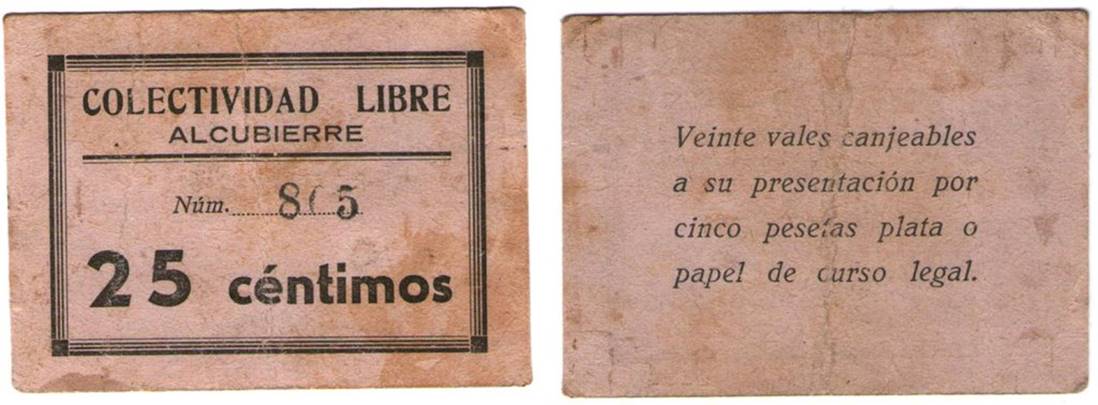 COLECTIVIDAD LIBRE
ALCUBIERRE
Núm.
25 céntimos
Veinte vales canjeables
a su presentación por
cinco pesetas plata o
papel de curso legal.